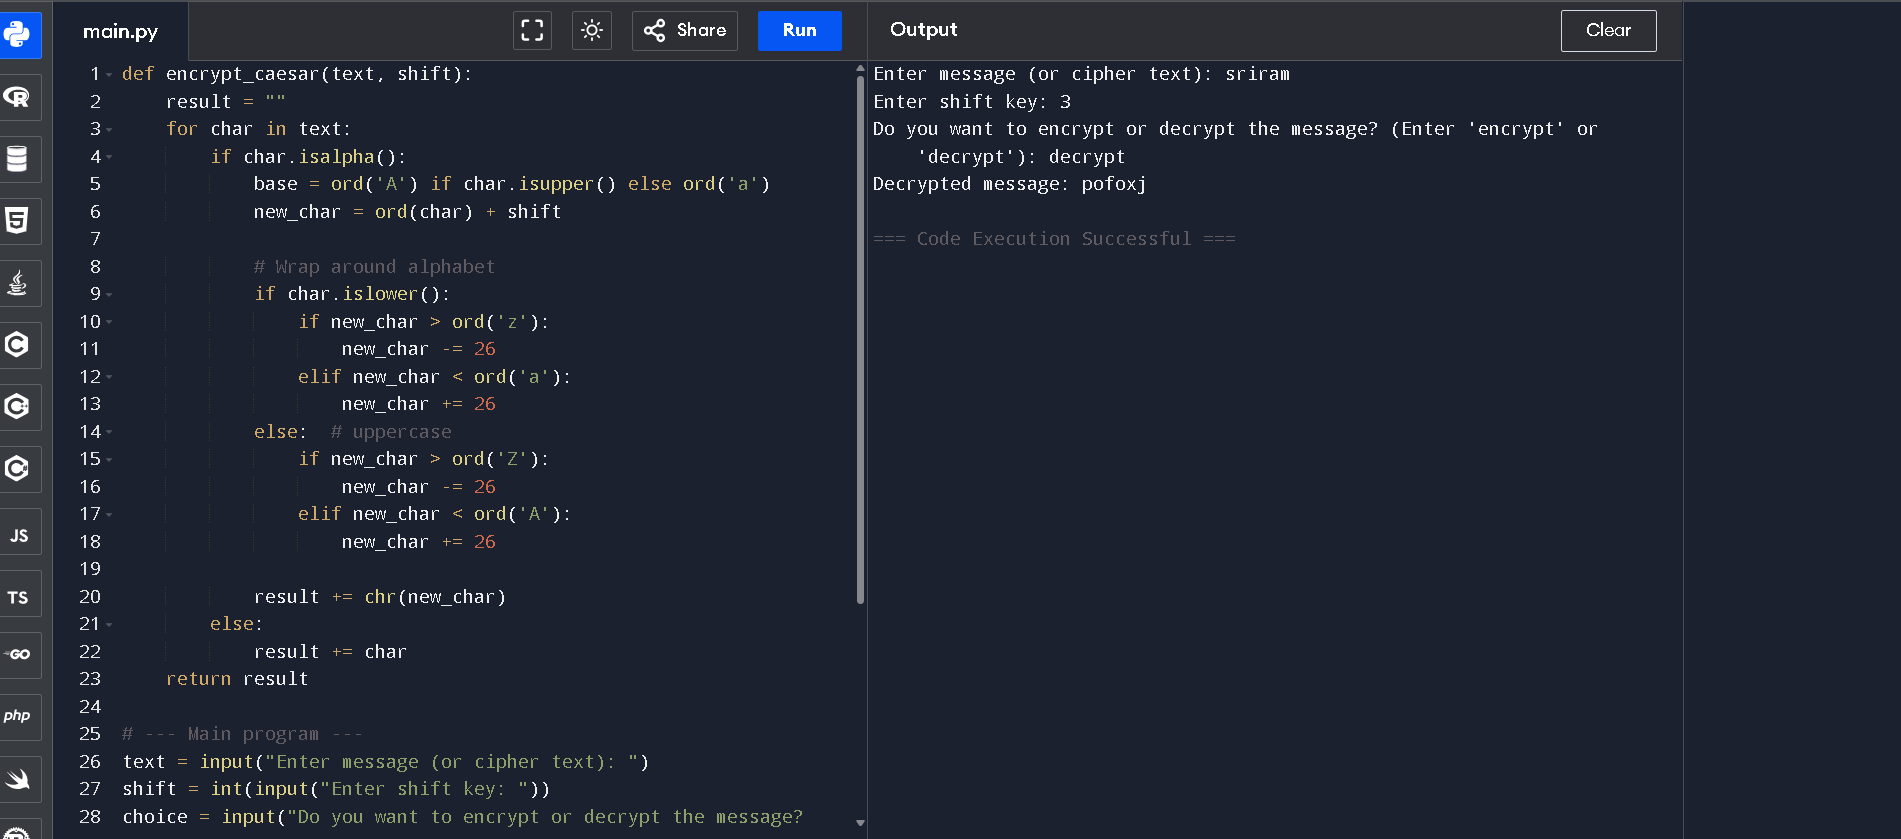 main.py
Share
Run
Output
Clear
1 def encrypt_caesar(text, shift):
2     result = ""
3     for char in text:
4         if char.isalpha():
5             base = ord('A') if char.isupper() else ord('a')
6             new_char = ord(char) + shift
7
8             # Wrap around alphabet
9             if char.islower():
10                 if new_char > ord('z'):
11                     new_char -= 26
12                 elif new_char < ord('a'):
13                     new_char += 26
14             else:  # uppercase
15                 if new_char > ord('Z'):
16                     new_char -= 26
17                 elif new_char < ord('A'):
18                     new_char += 26
19
20             result += chr(new_char)
21         else:
22             result += char
23     return result
24
25 # --- Main program ---
26 text = input("Enter message (or cipher text): ")
27 shift = int(input("Enter shift key: "))
28 choice = input("Do you want to encrypt or decrypt the message?
Enter message (or cipher text): sriram
Enter shift key: 3
Do you want to encrypt or decrypt the message? (Enter 'encrypt' or
'decrypt'): decrypt
Decrypted message: pofoxj
=== Code Execution Successful ===
R
5
C
C
C
JS
TS
GO
php